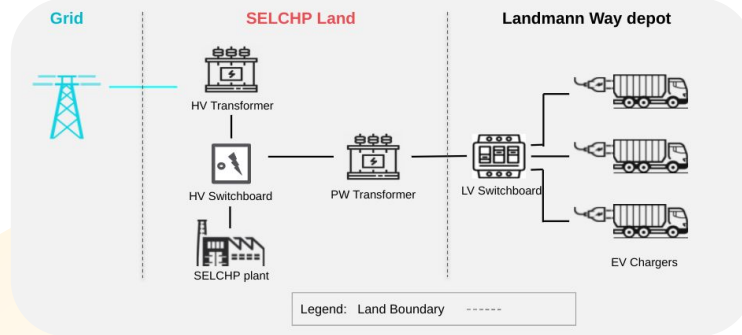 Grid
SELCHP Land
Landmann Way depot
HV Transformer
HV Switchboard
PW Transformer
LV Switchboard
SELCHP plant
EV Chargers
Legend: Land Boundary ------